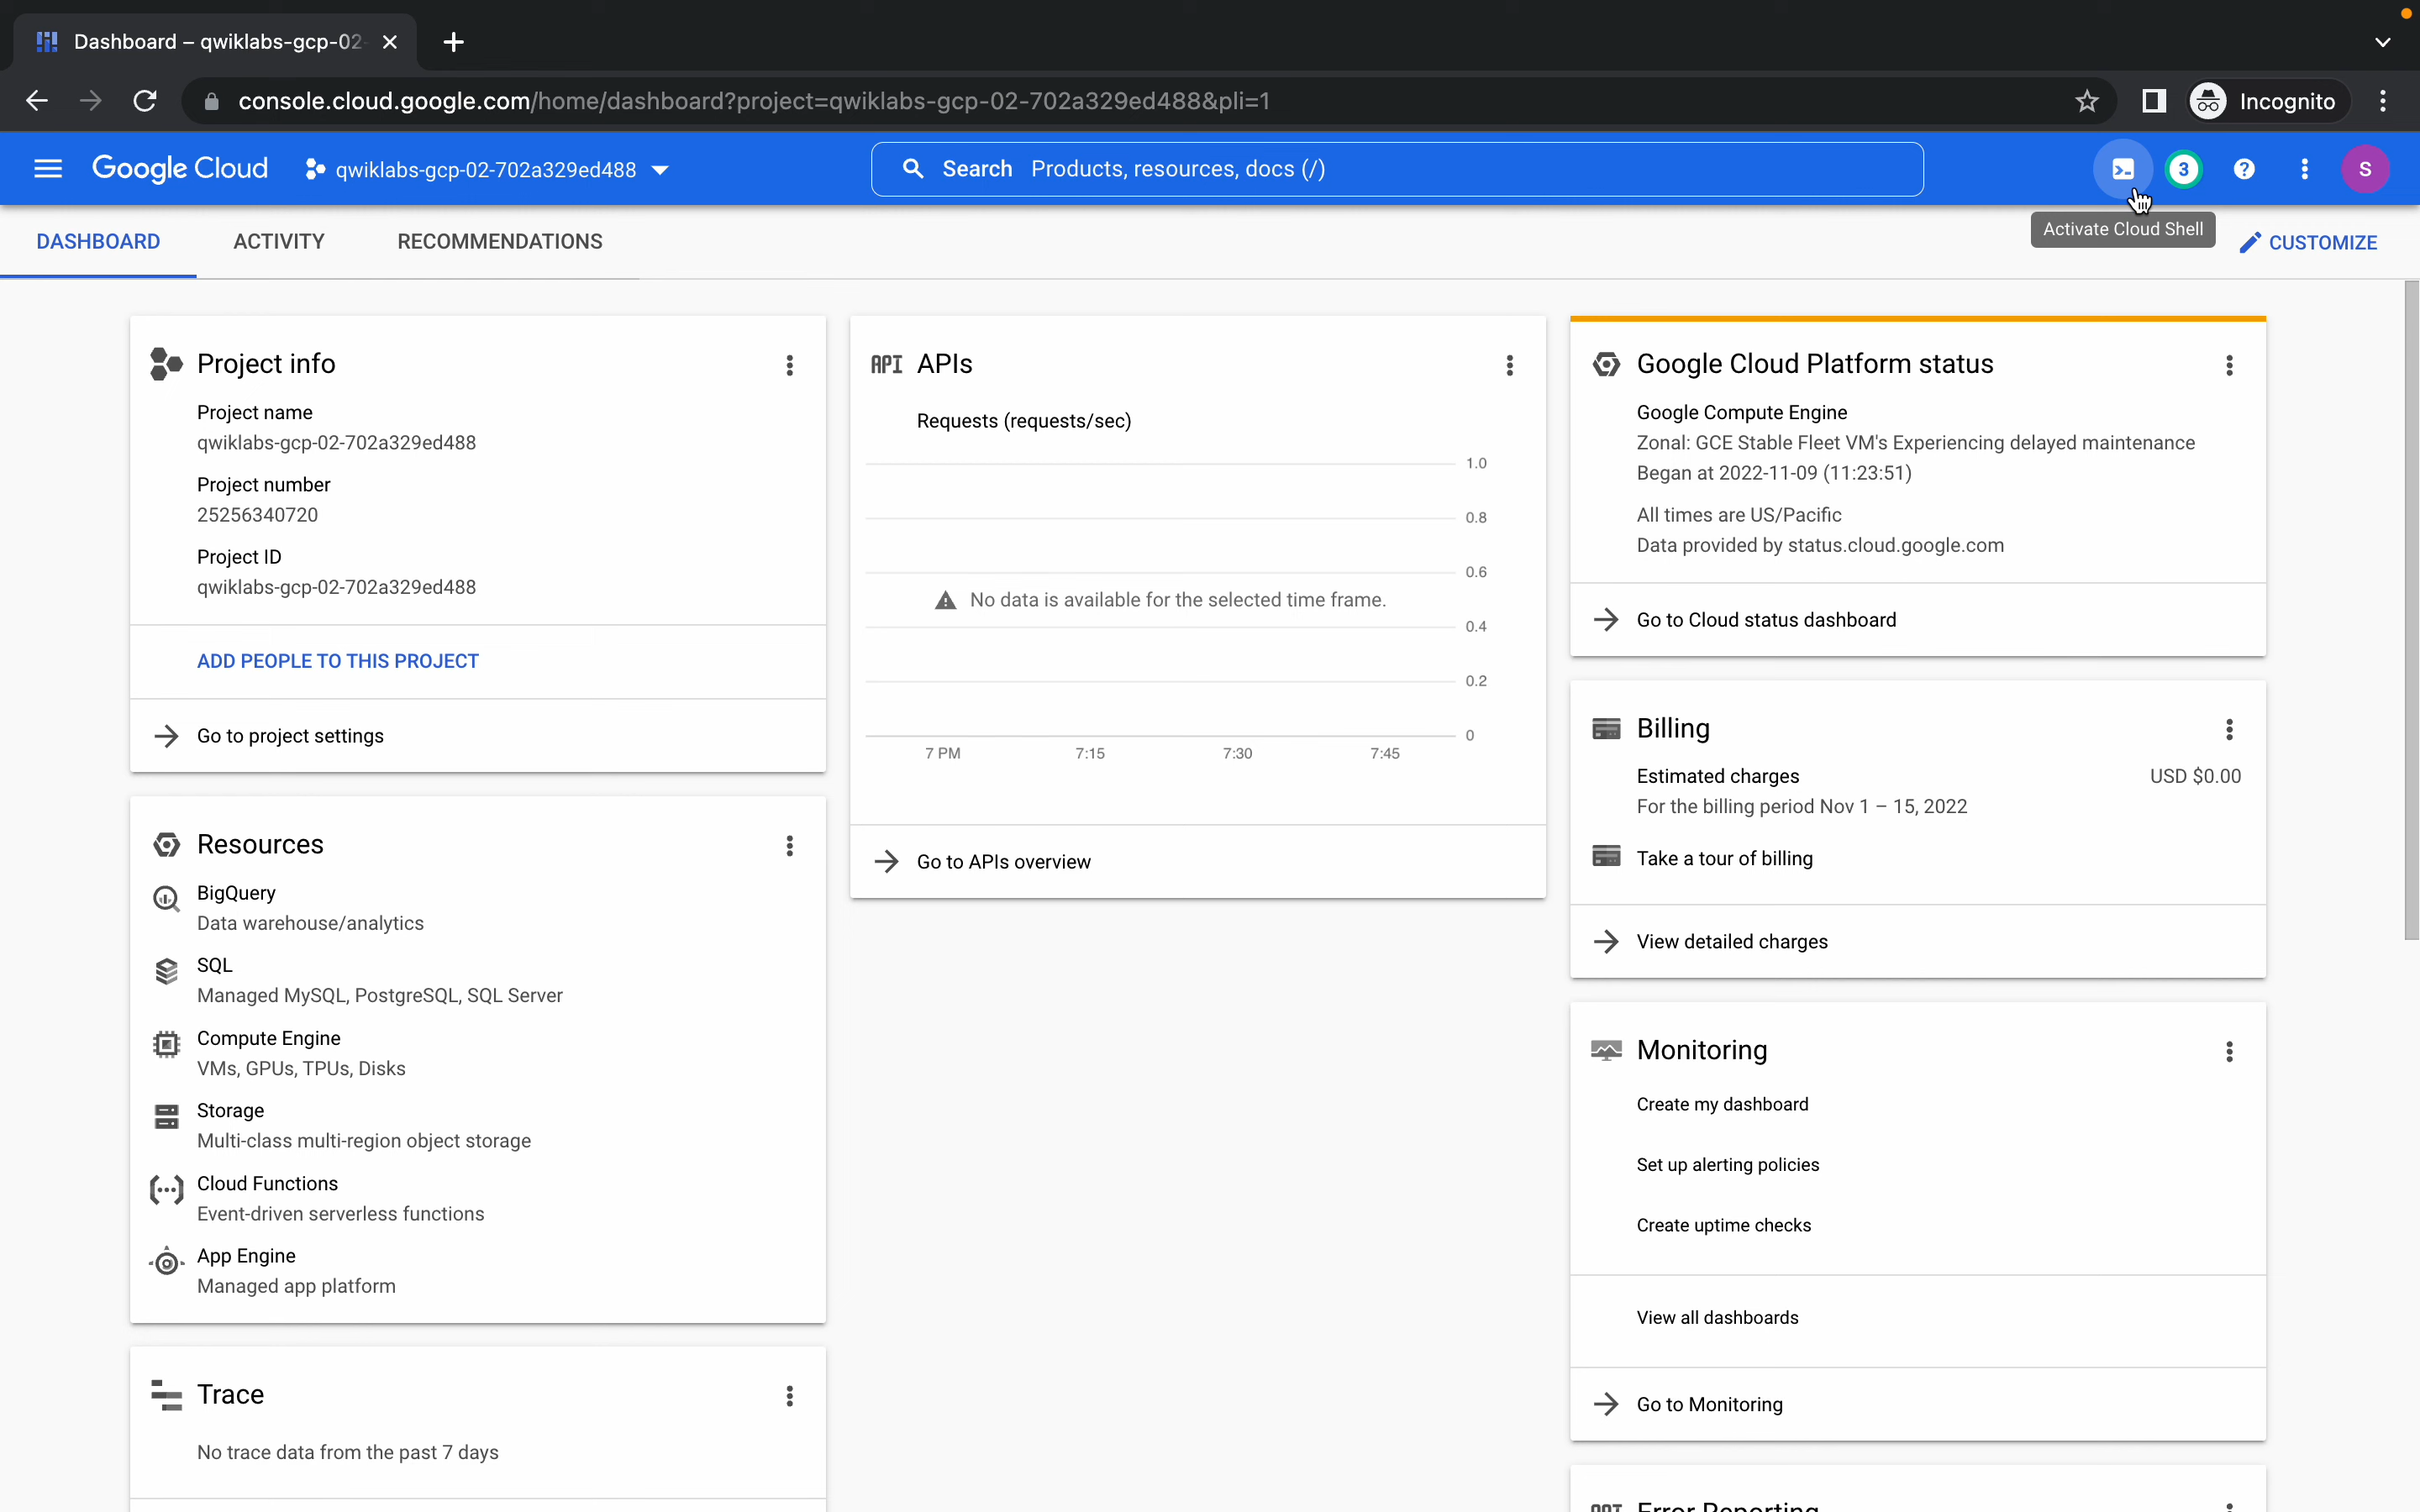 Dashboard – qwiklabs-gcp-02-
console.cloud.google.com/home/dashboard?project=qwiklabs-gcp-02-702a329ed488&pli=1
Incognito
Google Cloud
qwiklabs-gcp-02-702a329ed488
Search Products, resources, docs (/)
3
S
Activate Cloud Shell
DASHBOARD
ACTIVITY
RECOMMENDATIONS
CUSTOMIZE
Project info
Project name
qwiklabs-gcp-02-702a329ed488
Project number
25256340720
Project ID
qwiklabs-gcp-02-702a329ed488
ADD PEOPLE TO THIS PROJECT
Go to project settings
Resources
BigQuery
Data warehouse/analytics
SQL
Managed MySQL, PostgreSQL, SQL Server
Compute Engine
VMs, GPUs, TPUs, Disks
Storage
Multi-class multi-region object storage
Cloud Functions
Event-driven serverless functions
App Engine
Managed app platform
Trace
No trace data from the past 7 days
API APIs
Requests (requests/sec)
1.0
0.8
0.6
No data is available for the selected time frame.
0.4
0.2
0
7 PM 7:15 7:30 7:45
Go to APIs overview
Google Cloud Platform status
Google Compute Engine
Zonal: GCE Stable Fleet VM's Experiencing delayed maintenance
Began at 2022-11-09 (11:23:51)
All times are US/Pacific
Data provided by status.cloud.google.com
Go to Cloud status dashboard
Billing
Estimated charges USD $0.00
For the billing period Nov 1 – 15, 2022
Take a tour of billing
View detailed charges
Monitoring
Create my dashboard
Set up alerting policies
Create uptime checks
View all dashboards
Go to Monitoring
Error Reporting